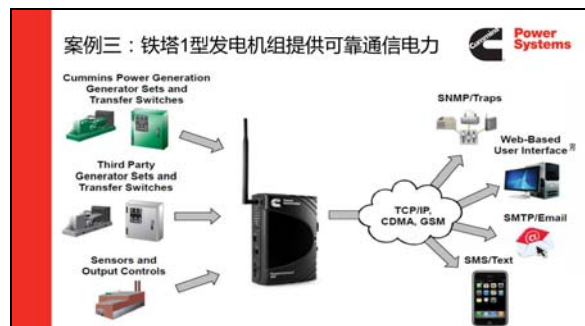 案例三：铁塔1型发电机组提供可靠通信电力
Power
Systems
Cummins Power Generation
Generator Sets and
Transfer Switches
Third Party
Generator Sets and
Transfer Switches
Sensors and
Output Controls
TCP/IP,
CDMA, GSM
SNMP/Traps
Web-Based
User Interface
SMTP/Email
SMS/Text